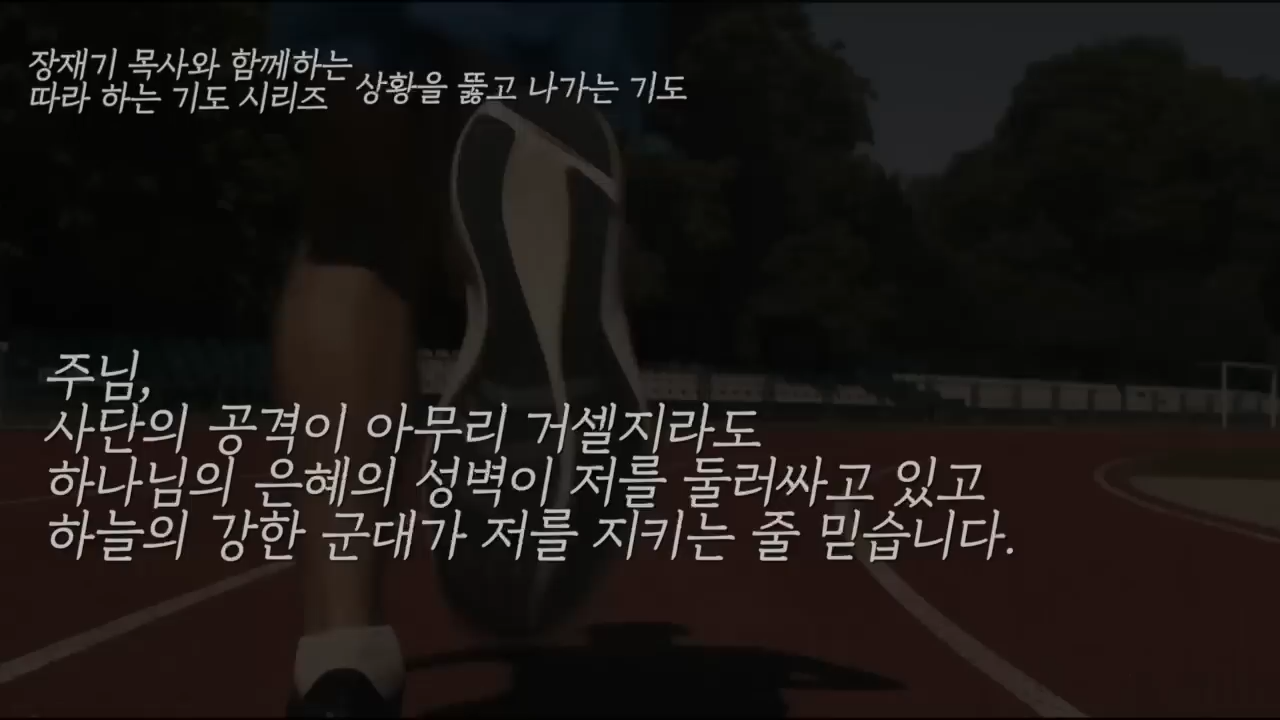 장재기 목사와 함께하는
따라 하는 기도 시리즈
상황을 뚫고 나가는 기도
주님,
사단의 공격이 아무리 거셀지라도
하나님의 은혜의 성벽이 저를 둘러싸고 있고
하늘의 강한 군대가 저를 지키는 줄 믿습니다.